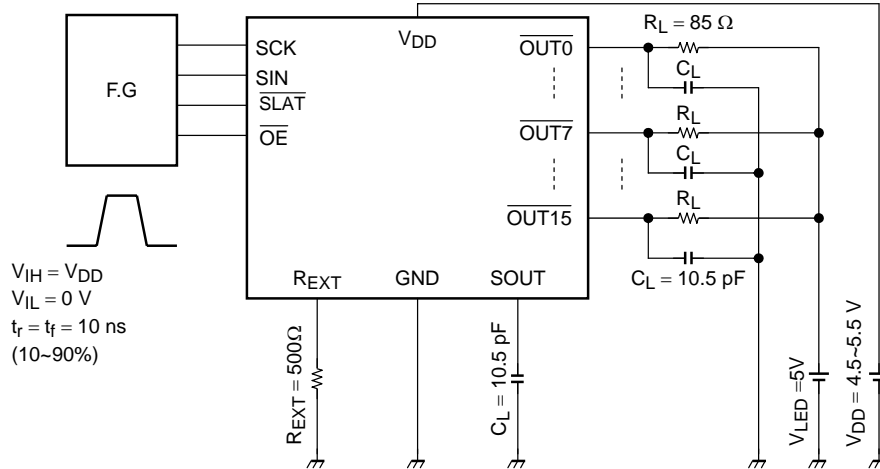 F.G
SCK
SIN
SLAT
OE
VDD
OUT0
OUT7
OUT15
REXT
GND
SOUT
RL = 85 Ω
CL
RL
CL
RL
CL = 10.5 pF
VIH = VDD
VIL = 0 V
tr = tf = 10 ns
(10~90%)
REXT = 500Ω
CL = 10.5 pF
VLED =5V
VDD = 4.5~5.5 V